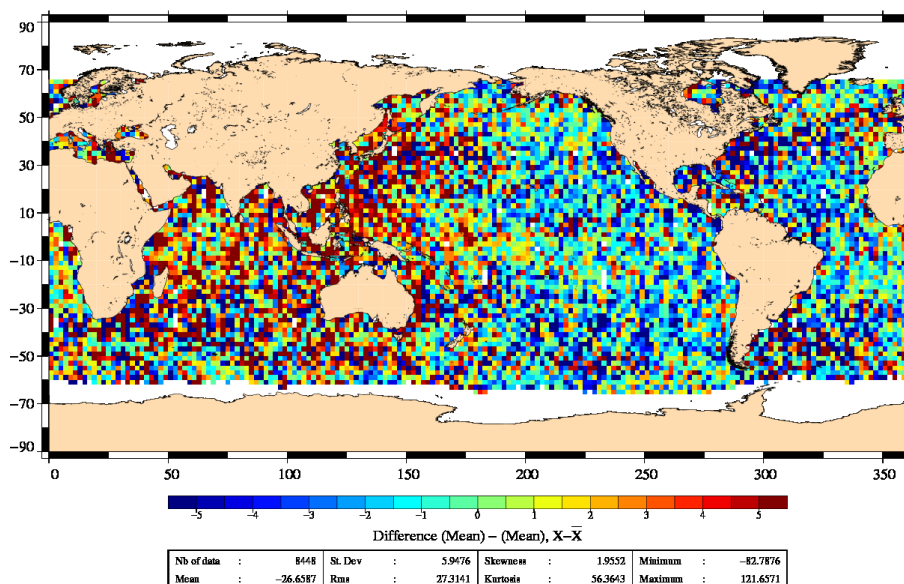 90
70
50
30
10
−10
−30
−50
−70
−90
0 50 100 150 200 250 300 350
−5 −4 −3 −2 −1 0 1 2 3 4 5
Difference (Mean) − (Mean), X−X̅
Nb of data : 8448 St. Dev : 5.9476 Skewness : 1.9552 Minimum : −82.7876
Mean : −26.6587 Rms : 27.3141 Kurtosis : 56.3643 Maximum : 121.6571